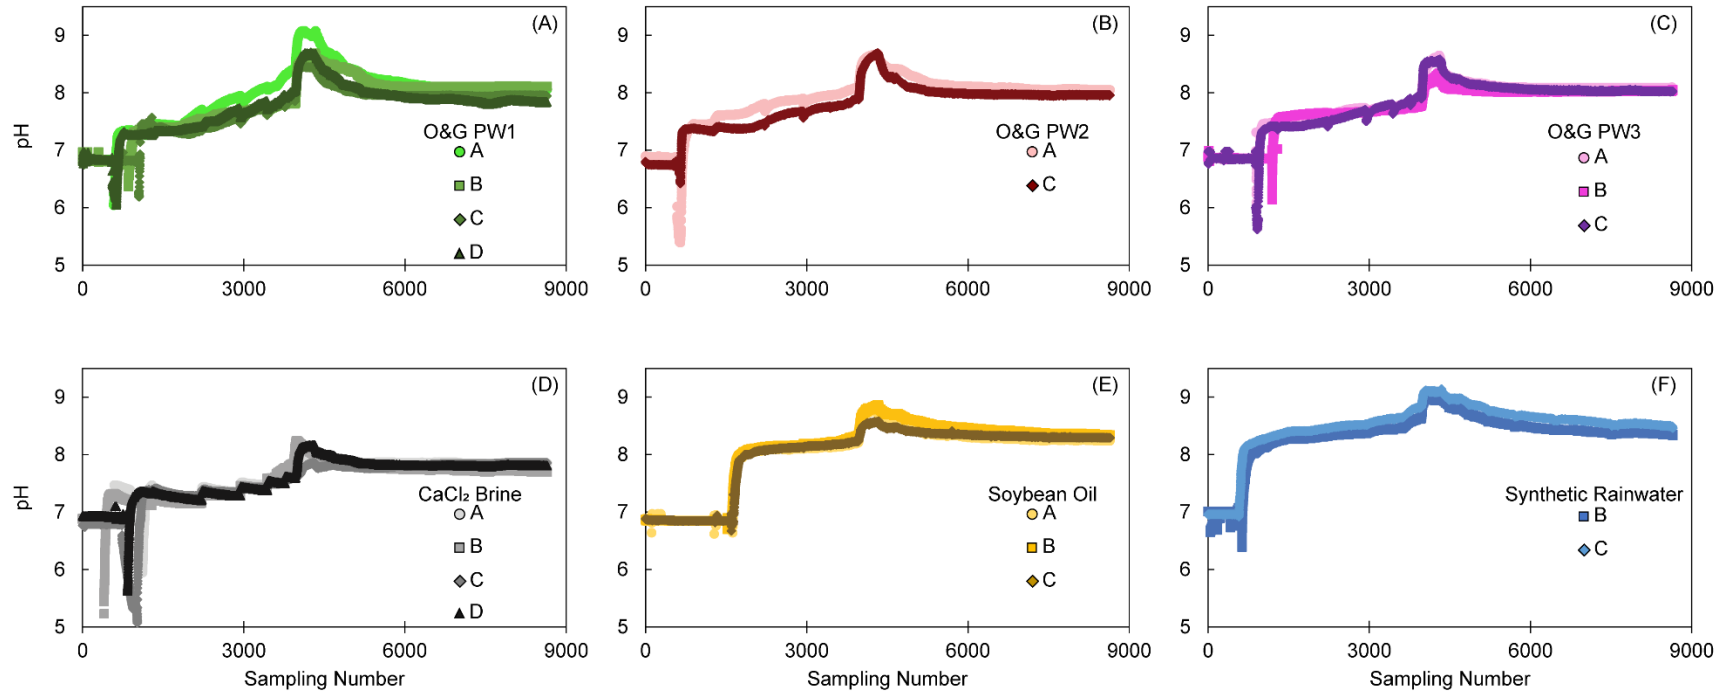 (A)
9
8
7
6
5
pH
O&G PW1
A
B
C
D
0 3000 6000 9000
(B)
9
8
7
6
5
O&G PW2
A
C
0 3000 6000 9000
(C)
9
8
7
6
5
O&G PW3
A
B
C
0 3000 6000 9000
(D)
9
8
7
6
5
pH
CaCl₂ Brine
A
B
C
D
0 3000 6000 9000
Sampling Number
(E)
9
8
7
6
5
Soybean Oil
A
B
C
0 3000 6000 9000
Sampling Number
(F)
9
8
7
6
5
Synthetic Rainwater
B
C
0 3000 6000 9000
Sampling Number